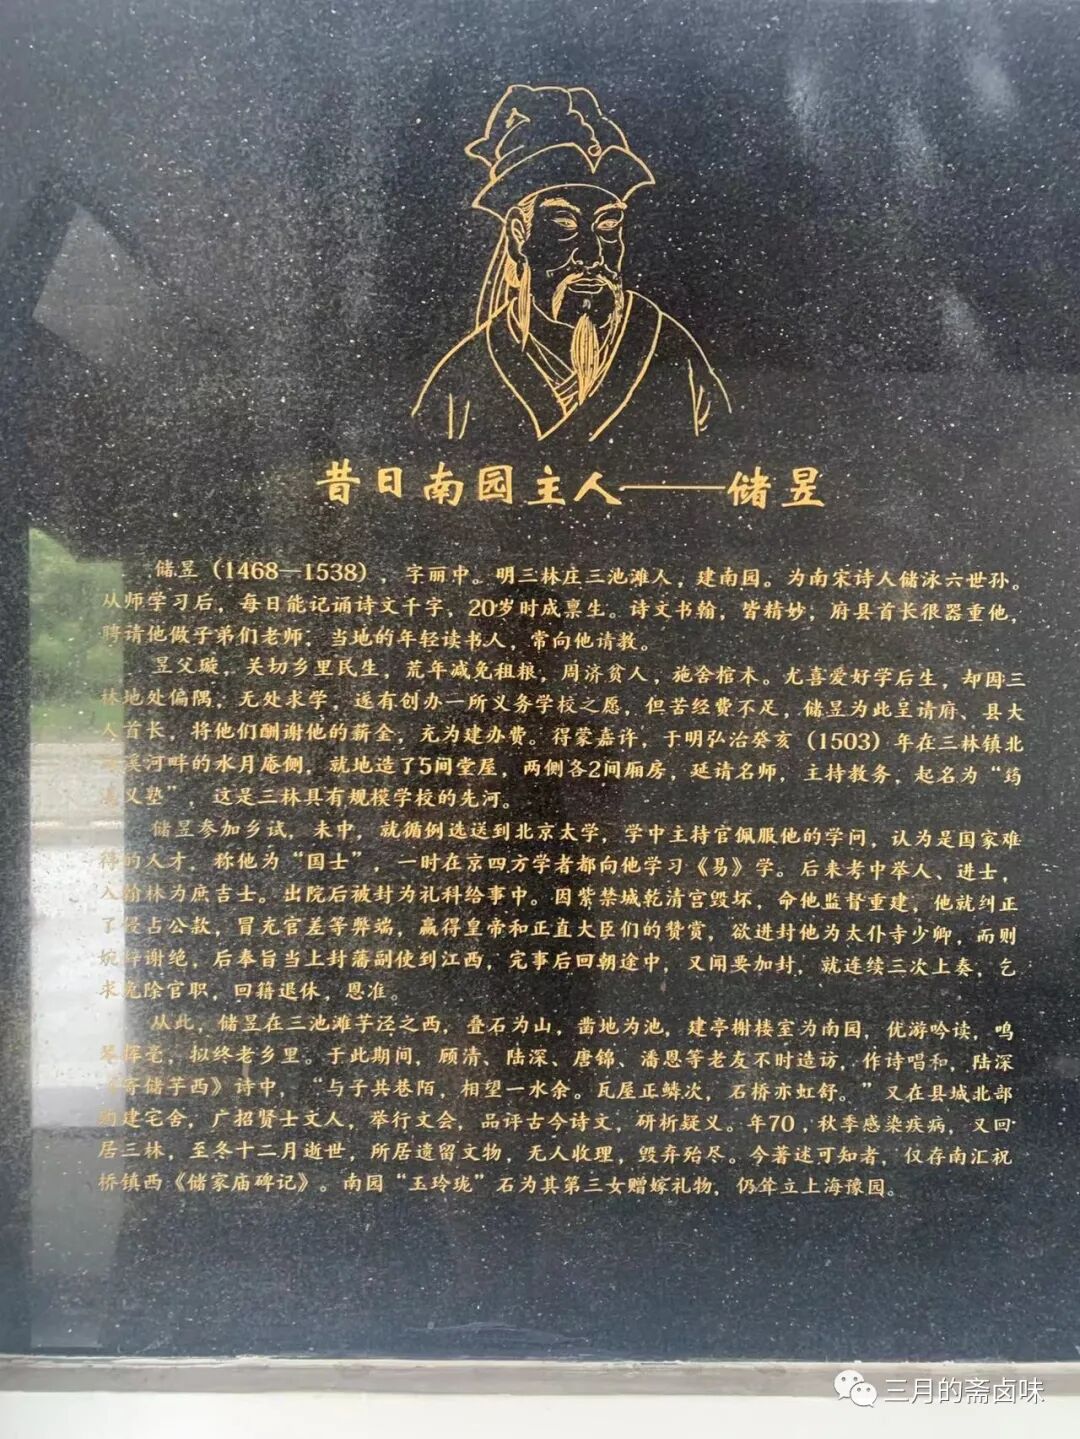 昔日南园主人——储昱
储昱（1468—1538），字丽中。明三林庄三池滩人，建南园。为南宋诗人储泳六世孙。
从师学习后，每日能记诵诗文千字，20岁时成禀生。诗文书翰，皆精妙，府县首长很器重他，
聘请他做子弟们老师；当地的年轻读书人，常向他请教。
昱父璇，关切乡里民生，荒年减免租粮，周济贫人，施舍棺木。尤喜爱好学后生，却因三
林地处偏隅，无处求学，遂有创办一所义务学校之愿，但苦经费不足，储昱为此呈请府、县大
人首长，将他们酬谢他的薪金，充为建办费。得蒙嘉许，于明弘治癸亥（1503）年在三林镇北
溪河畔的水月庵侧，就地造了5间堂屋，两侧各2间厢房，延请名师，主持教务，起名为“筠
义塾”，这是三林具有规模学校的先河。
储昱参加乡试，未中，就循例选送到北京太学，学中主持官佩服他的学问，认为是国家难
得的人才，称他为“国士”，一时在京四方学者都向他学习《易》学。后来考中举人、进士，
入翰林为庶吉士。出院后被封为礼科给事中。因紫禁城乾清宫毁坏，命他监督重建，他就纠正
了侵占公款，冒充官差等弊端，赢得皇帝和正直大臣们的赞赏，欲进封他为太仆寺少卿，而则
婉辞谢绝，后奉旨当上封藩副使到江西，完事后回朝途中，又闻要加封，就连续三次上奏，乞
求免除官职，回籍退休，恩准。
从此，储昱在三池滩芋泾之西，叠石为山，凿地为池，建亭榭楼室为南园，优游吟读，鸣
琴挥毫，拟终老乡里。于此期间，顾清、陆深、唐锦、潘恩等老友不时造访，作诗唱和，陆深
《寄储芋西》诗中，“与子共巷陌，相望一水余。瓦屋正鳞次，石桥亦虹舒。”又在县城北部
建宅舍，广招贤士文人，举行文会，品评古今诗文，研析疑义。年70，秋季感染疾病，又回
居三林，至冬十二月逝世，所居遗留文物，无人收理，毁弃殆尽。今著述可知者，仅存南汇祝
桥镇西《储家庙碑记》。南园“玉玲珑”石为其第三女赠嫁礼物，仍耸立上海豫园。
三月的斋卤味